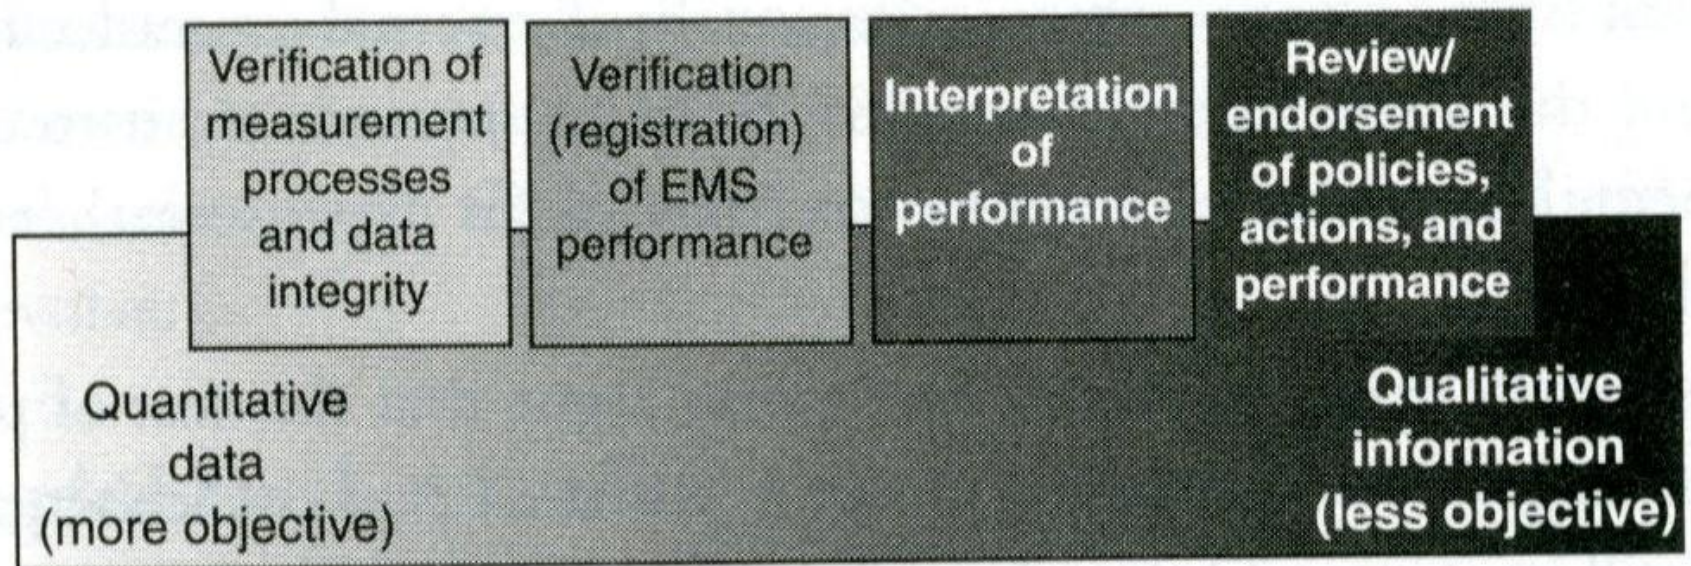 Verification of
measurement
processes
and data
integrity
Verification
(registration)
of EMS
performance
Interpretation
of
performance
Review/
endorsement
of policies,
actions, and
performance
Quantitative
data
(more objective)
Qualitative
information
(less objective)